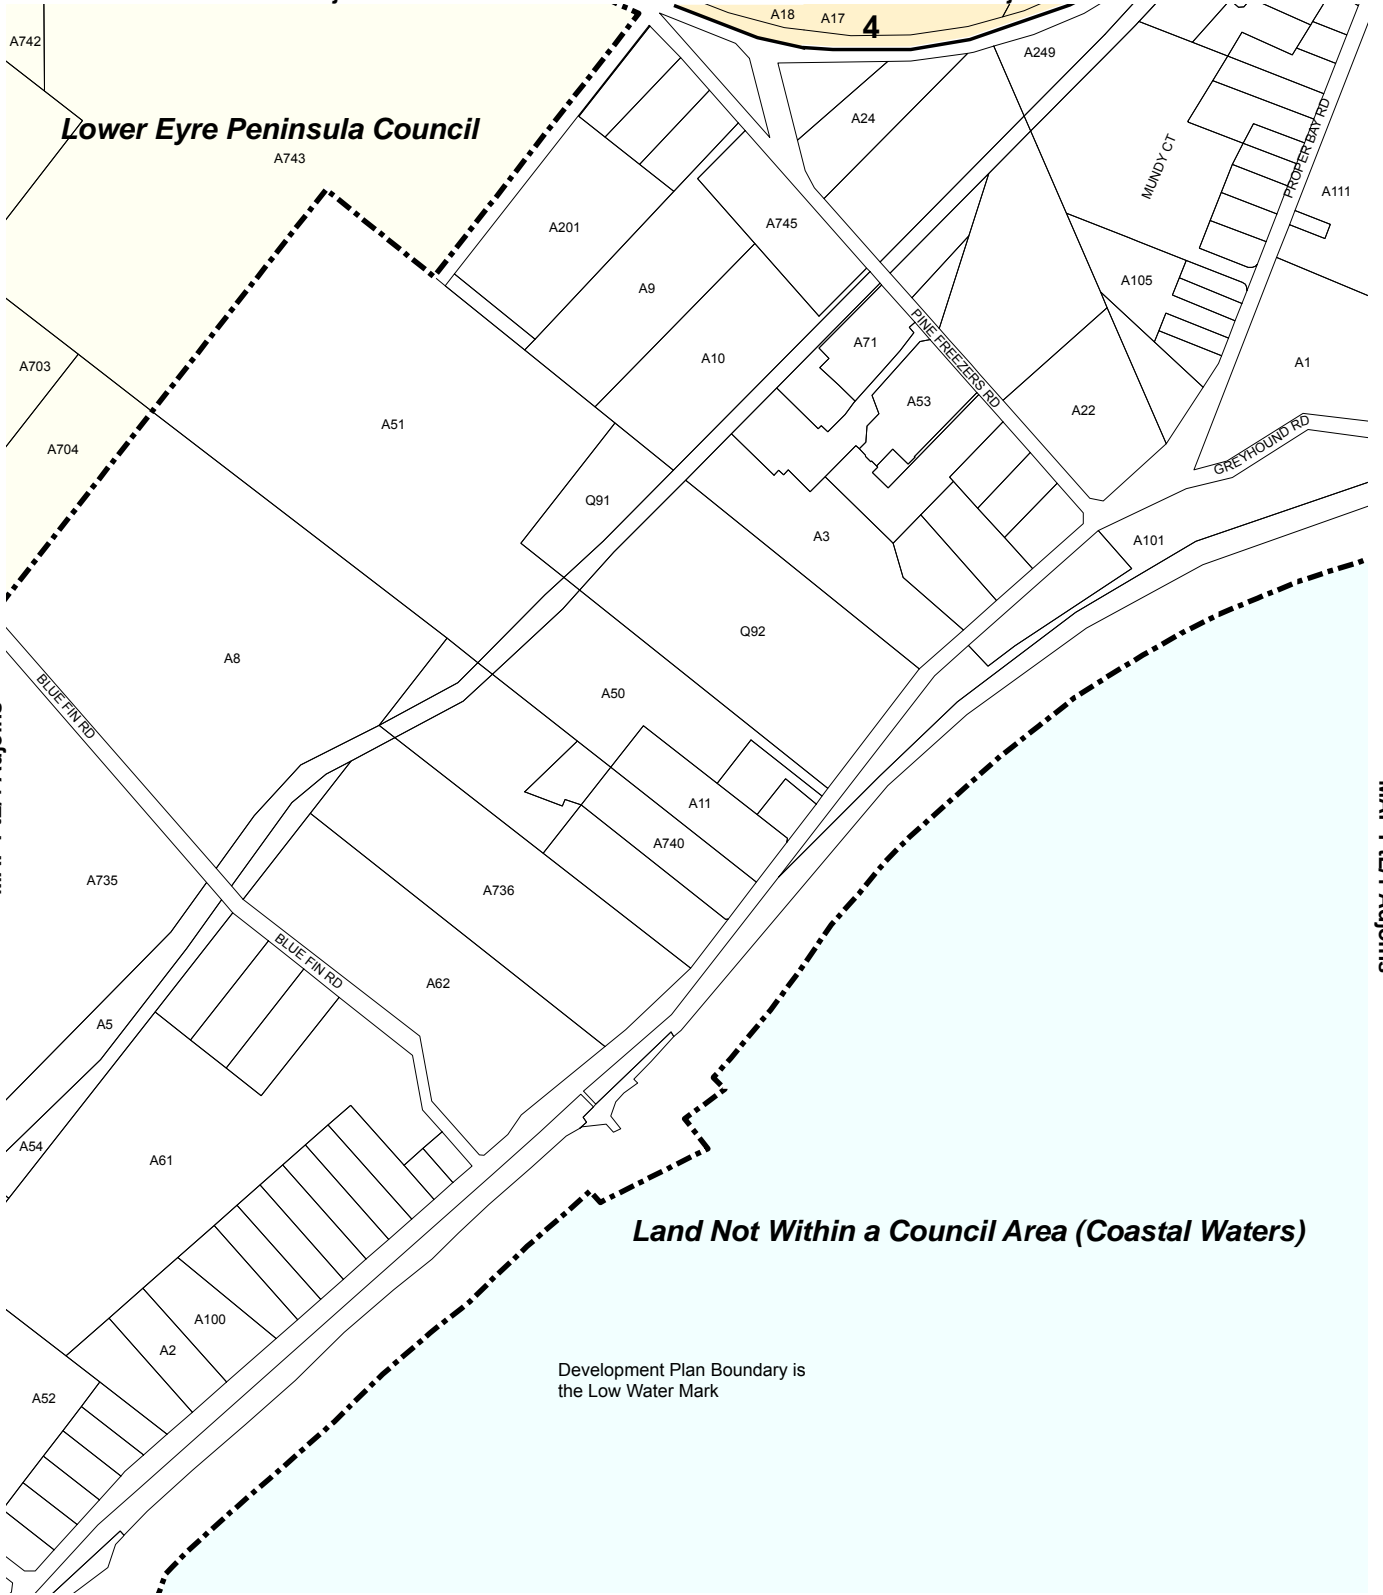 A18
A17
4
A742
A249
A24
Lower Eyre Peninsula Council
A743
MUNDY CT
PROPER BAY RD
A111
A201
A745
A9
A105
A10
A71
PINE FREEZERS RD
A703
A1
A53
A22
A51
A704
GREYHOUND RD
Q91
A3
A101
Q92
A8
A50
BLUE FIN RD
A11
A740
A735
A736
BLUE FIN RD
A62
A5
A54
A61
Land Not Within a Council Area (Coastal Waters)
A100
A2
Development Plan Boundary is
the Low Water Mark
A52